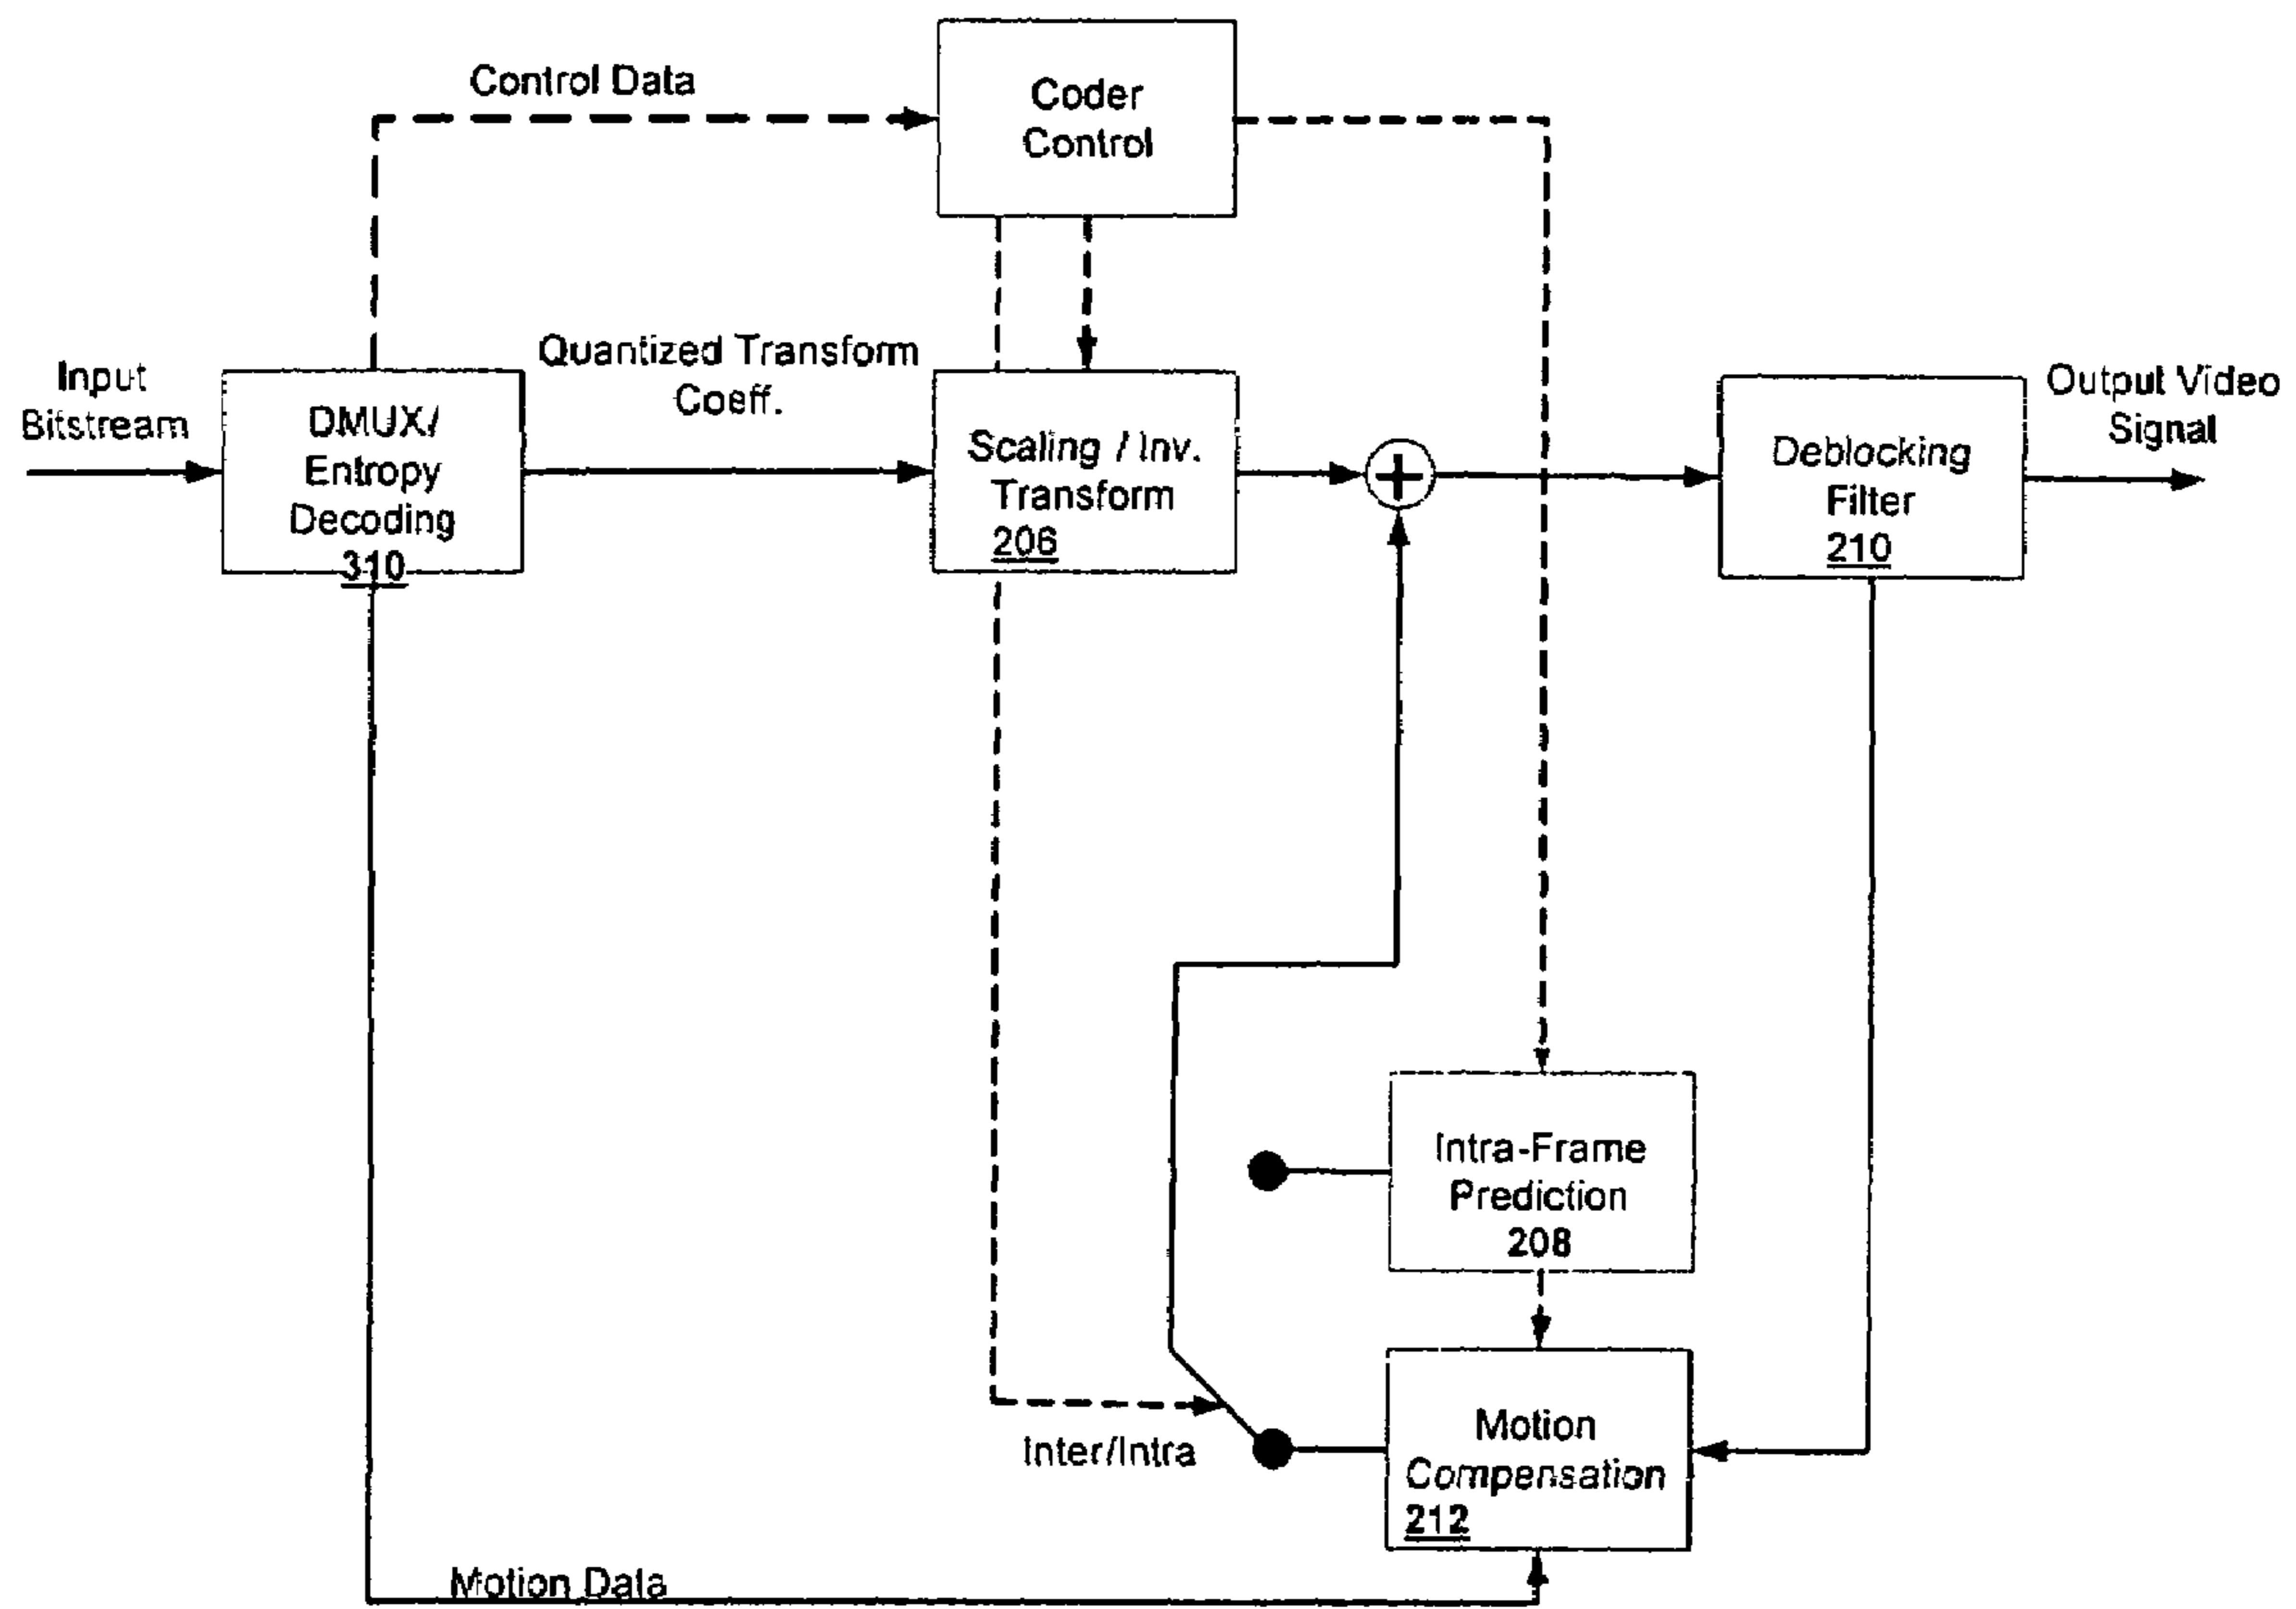 Control Data
Coder
Control
Input
Bitstream
DMUX/
Entropy
Decoding
310
Quantized Transform
Coeff.
Scaling / Inv.
Transform
206
+
Deblocking
Filter
210
Output Video
Signal
Intra-Frame
Prediction
208
Inter/Intra
Motion
Compensation
212
Motion Data